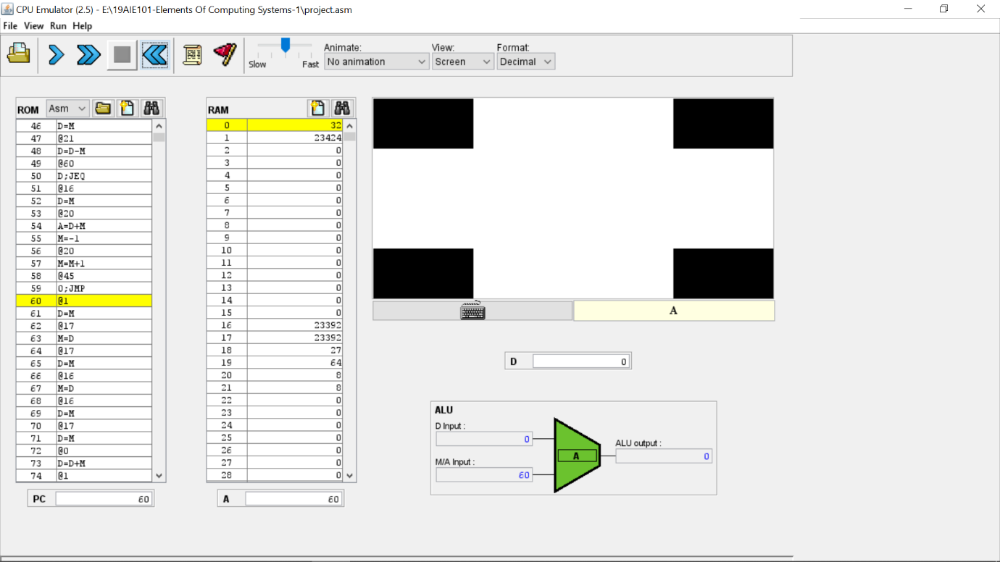 CPU Emulator (2.5) - E:\19AIE101-Elements Of Computing Systems-1\project.asm
File View Run Help
Slow Fast
Animate: View: Format:
No animation Screen Decimal
ROM Asm
46 D=M
47 @21
48 D=D-M
49 @60
50 D;JEQ
51 @16
52 D=M
53 @20
54 A=D+M
55 M=-1
56 @20
57 M=M+1
58 @45
59 0;JMP
60 @1
61 D=M
62 @17
63 M=D
64 @17
65 D=M
66 @16
67 M=D
68 @16
69 D=M
70 @17
71 D=M
72 @0
73 D=D+M
74 @1
PC 60
RAM
0 32
1 23424
2 0
3 0
4 0
5 0
6 0
7 0
8 0
9 0
10 0
11 0
12 0
13 0
14 0
15 0
16 23392
17 23392
18 27
19 64
20 8
21 8
22 0
23 0
24 0
25 0
26 0
27 0
28 0
A 60
A
D 0
ALU
D Input :
0
M/A Input :
60
A
ALU output :
0